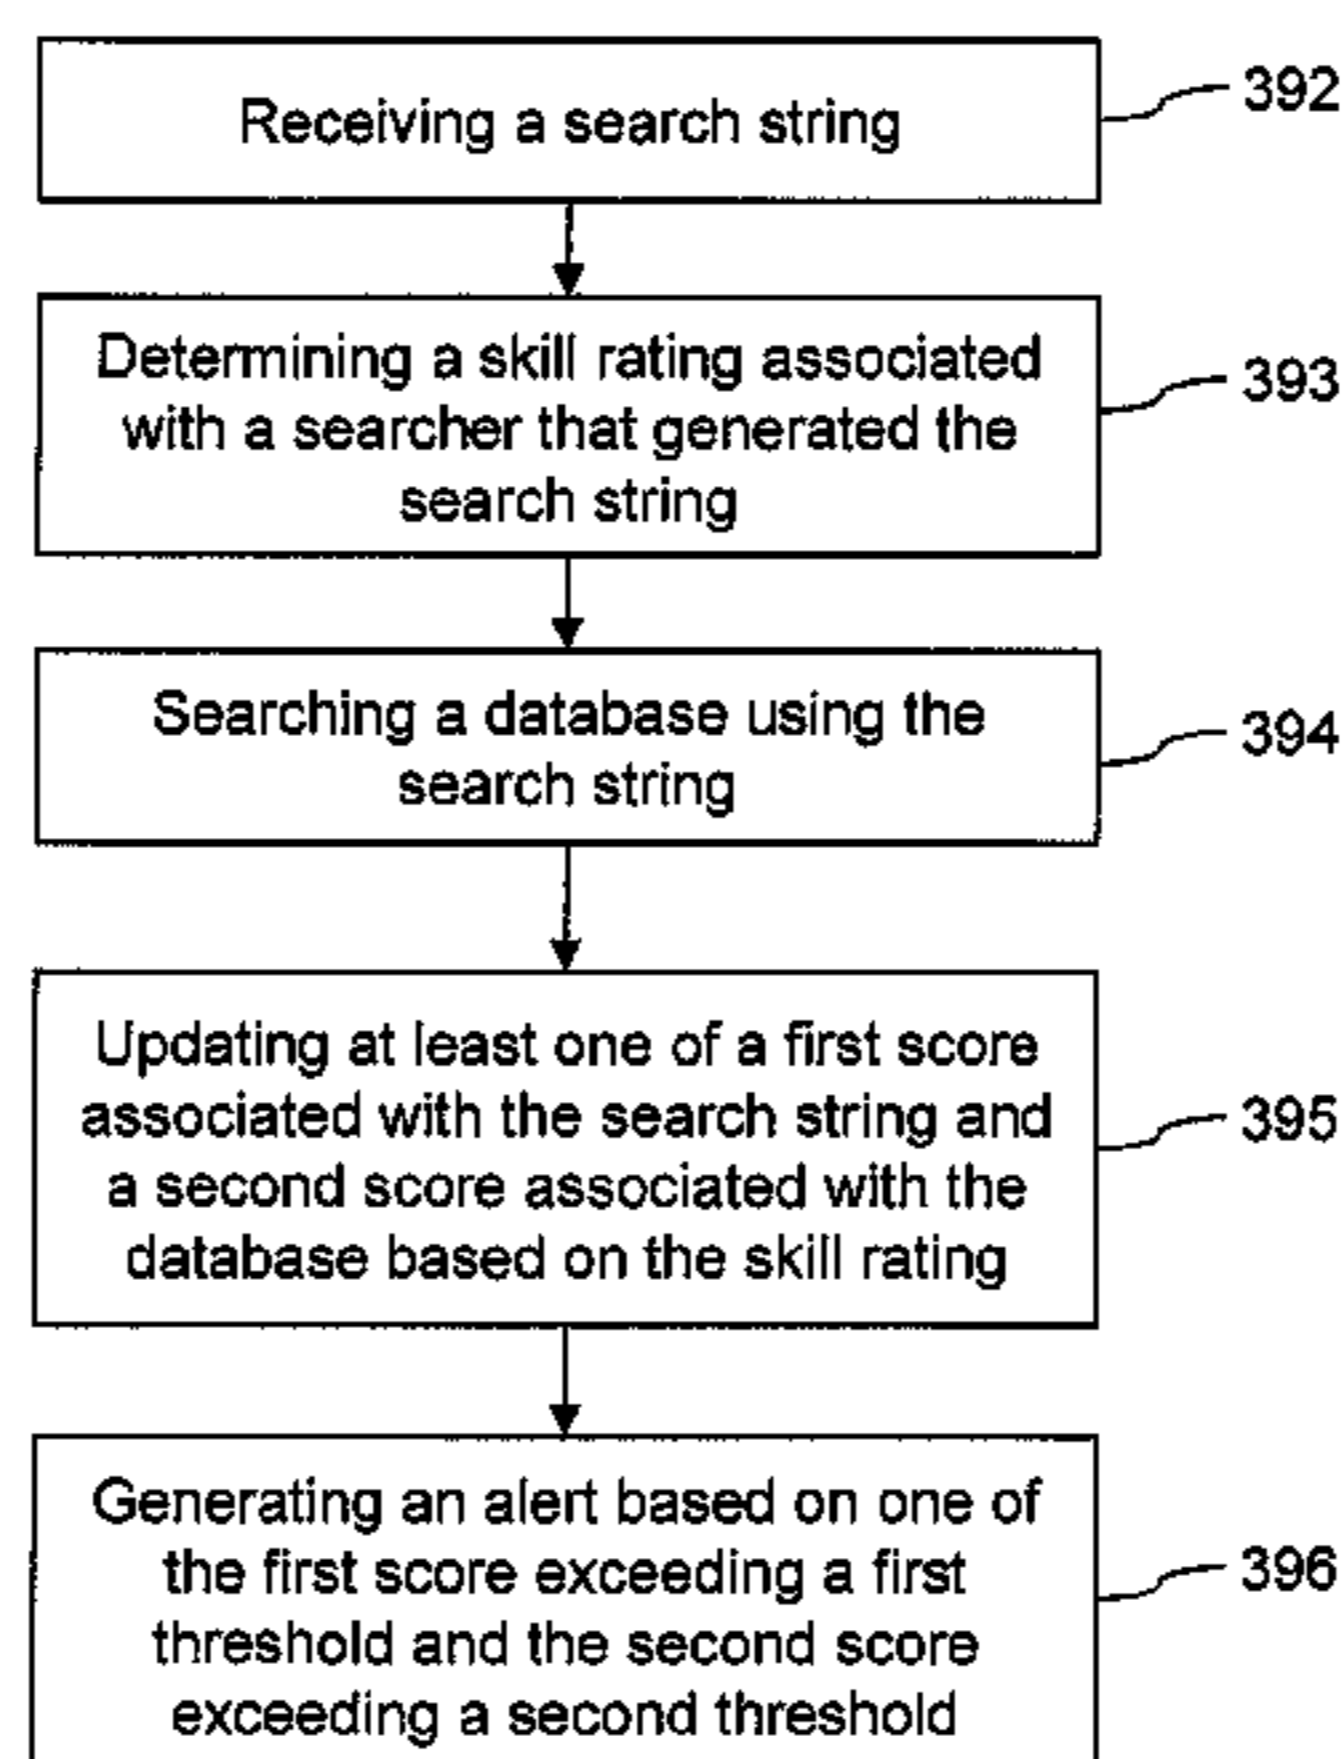 Receiving a search string
392
Determining a skill rating associated
with a searcher that generated the
search string
393
Searching a database using the
search string
394
Updating at least one of a first score
associated with the search string and
a second score associated with the
database based on the skill rating
395
Generating an alert based on one of
the first score exceeding a first
threshold and the second score
exceeding a second threshold
396